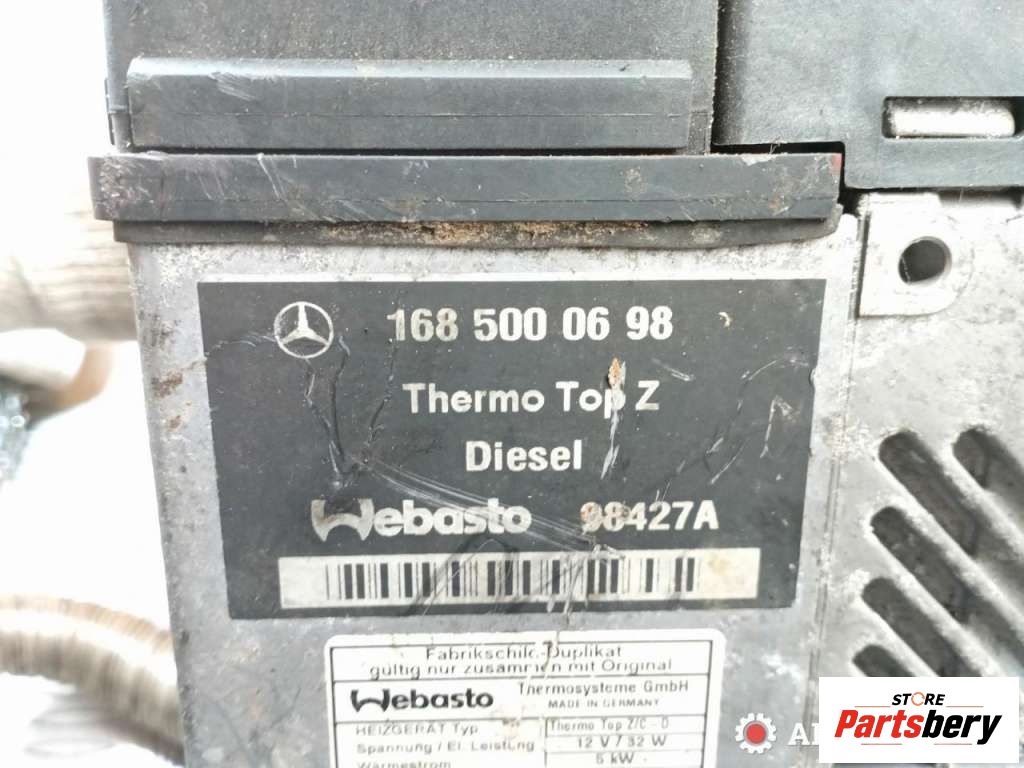 168 500 06 98
Thermo Top Z
Diesel
Webasto 98427A
Fabrikschild-Duplikat
gültig nur zusammen mit Original
Webasto Thermosysteme GmbH
MADE IN GERMANY
HEIZGERÄT Typ Thermo Top Z/C - D
Spannung / El. Leistung 12 V / 32 W
Wärmestrom 5 kW
STORE
Partsbery